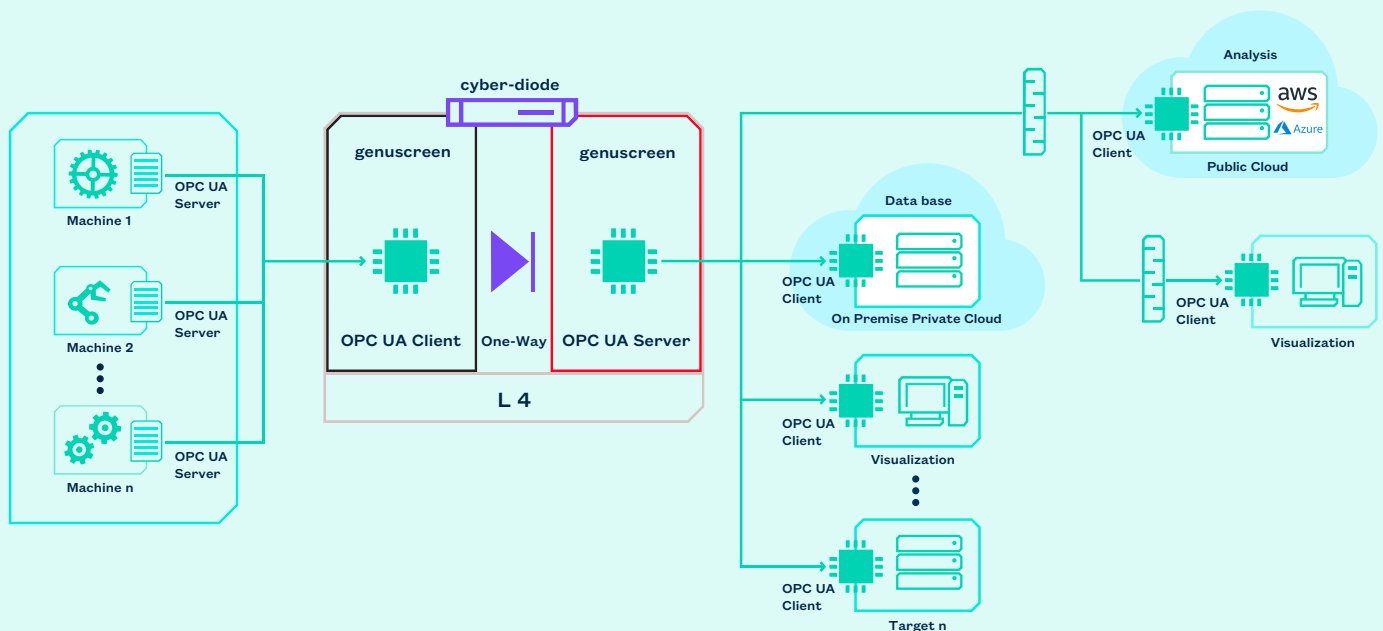 cyber-diode
genuscreen
genuscreen
OPC UA Client
One-Way
OPC UA Server
L 4
OPC UA
Server
Machine 1
OPC UA
Server
Machine 2
OPC UA
Server
Machine n
Analysis
aws
Azure
OPC UA
Client
Public Cloud
Data base
OPC UA
Client
On Premise Private Cloud
OPC UA
Client
Visualization
OPC UA
Client
Visualization
OPC UA
Client
Target n